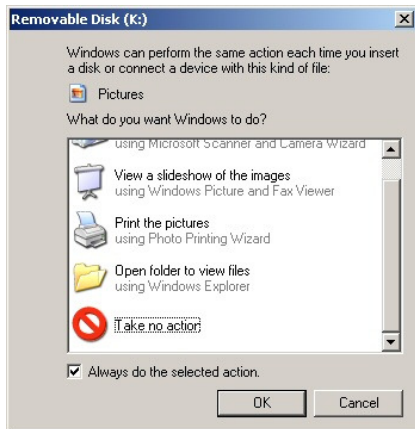 Removable Disk (K:)
Windows can perform the same action each time you insert
a disk or connect a device with this kind of file:
Pictures
What do you want Windows to do?
using Microsoft Scanner and Camera Wizard
View a slideshow of the images
using Windows Picture and Fax Viewer
Print the pictures
using Photo Printing Wizard
Open folder to view files
using Windows Explorer
Take no action
Always do the selected action.
OK Cancel